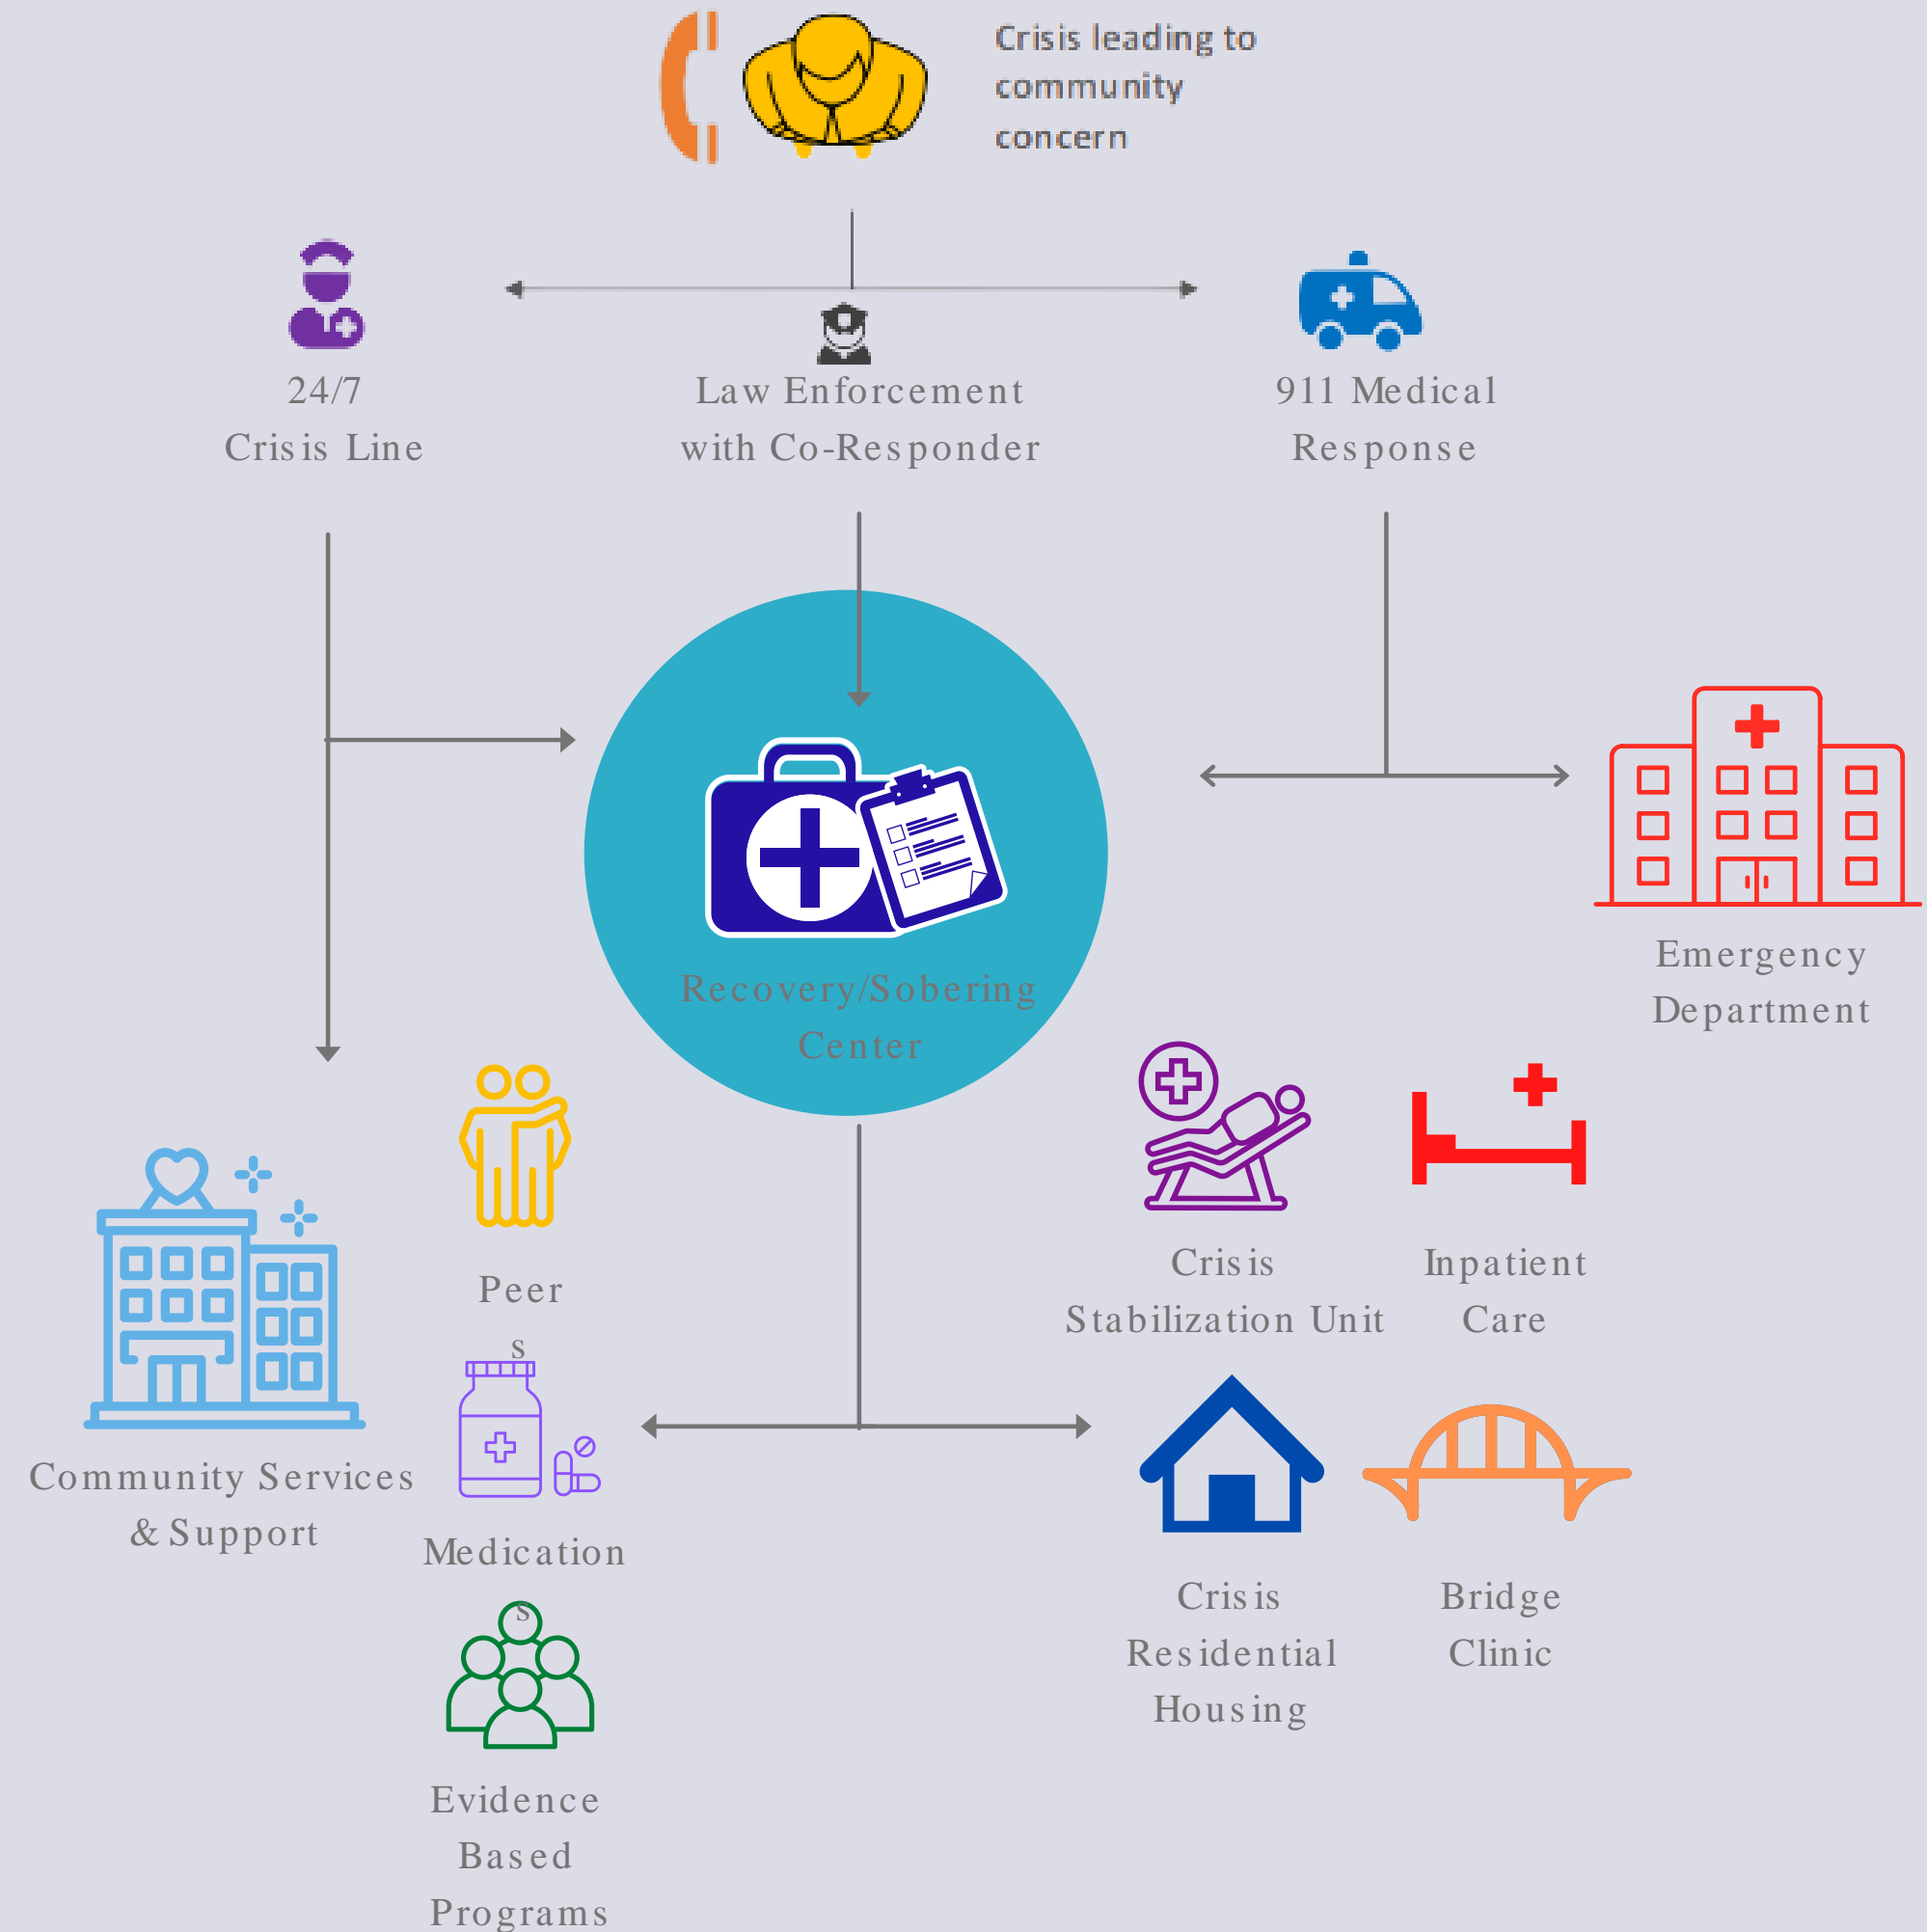 Crisis leading to
community
concern
24/7
Crisis Line
Law Enforcement
with Co-Responder
911 Medical
Response
Recovery/Sobering
Center
Emergency
Department
Peer
s
Crisis
Stabilization Unit
Inpatient
Care
Community Services
& Support
Medication
s
Crisis
Residential
Housing
Bridge
Clinic
Evidence
Based
Programs